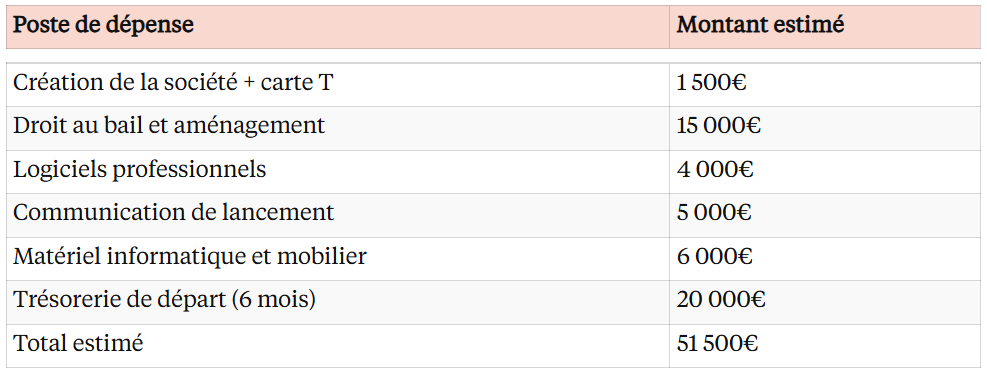 Poste de dépense Montant estimé
Création de la société + carte T 1 500€
Droit au bail et aménagement 15 000€
Logiciels professionnels 4 000€
Communication de lancement 5 000€
Matériel informatique et mobilier 6 000€
Trésorerie de départ (6 mois) 20 000€
Total estimé 51 500€